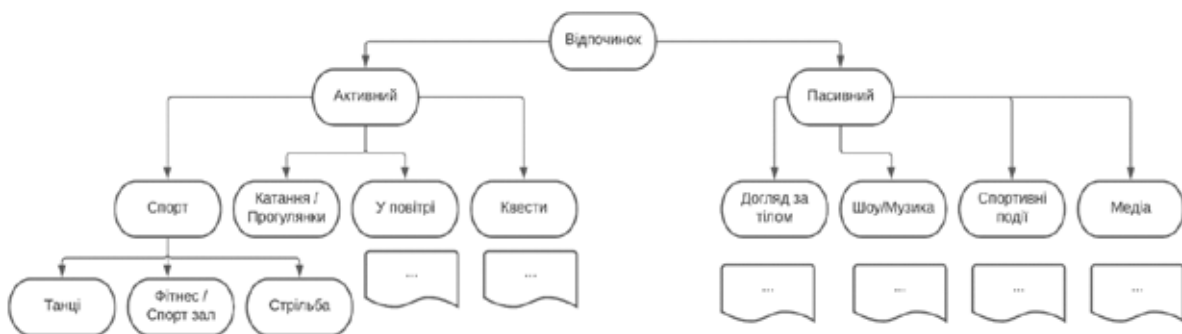 Відпочинок
Активний
Пасивний
Спорт
Катання /
Прогулянки
У повітрі
Квести
Догляд за
тілом
Шоу/Музика
Спортивні
події
Медіа
...
...
...
...
...
...
Танці
Фітнес /
Спорт зал
Стрільба